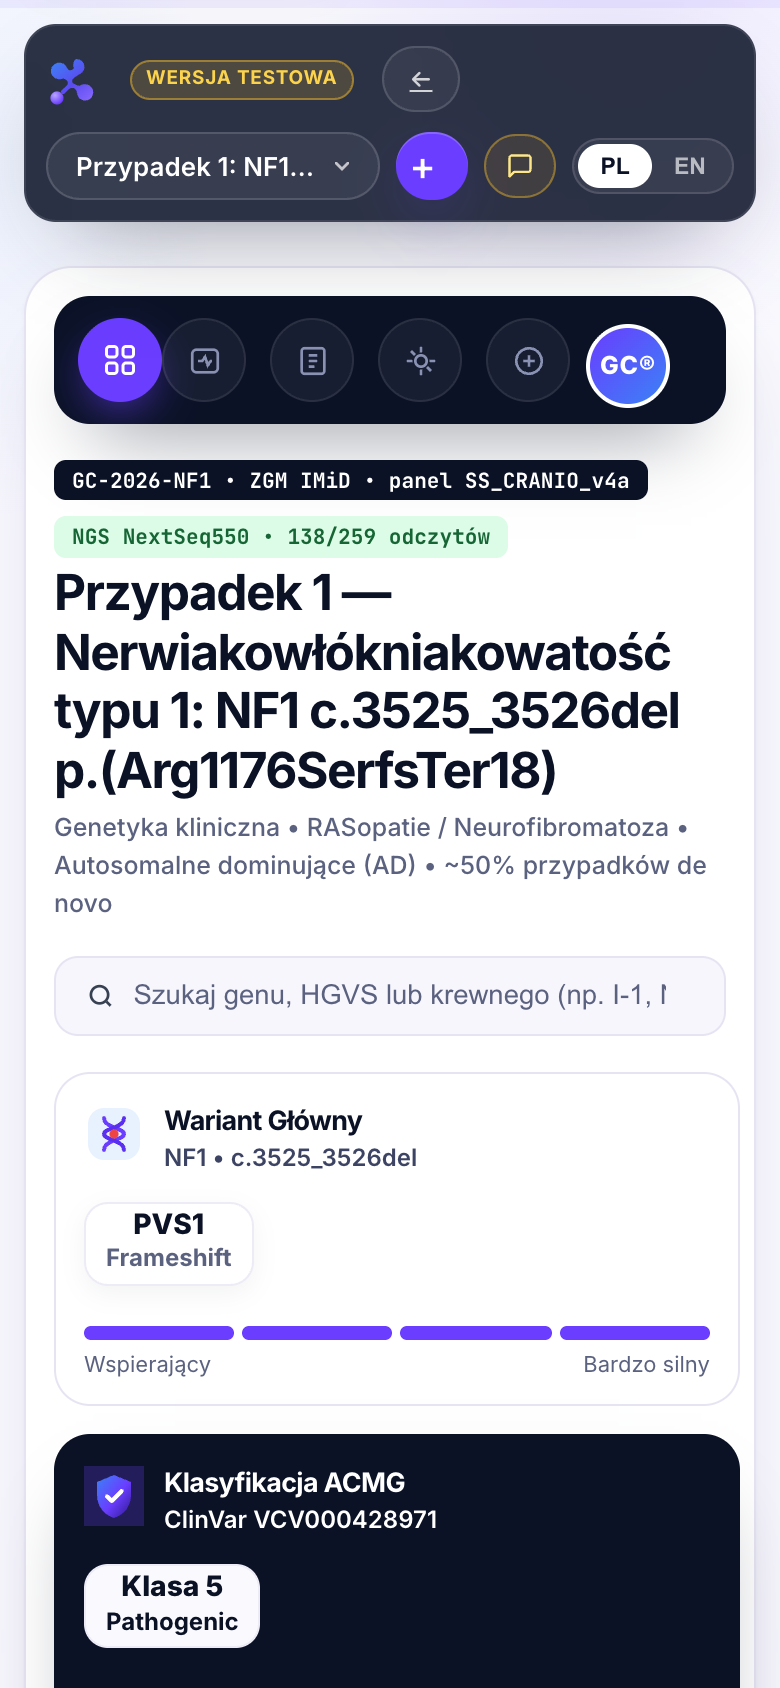 WERSJA TESTOWA
Przypadek 1: NF1...
PL EN
GC®
GC-2026-NF1 • ZGM IMiD • panel SS_CRANIO_v4a
NGS NextSeq550 • 138/259 odczytów
Przypadek 1 —
Nerwiakowłókniakowatość
typu 1: NF1 c.3525_3526del
p.(Arg1176SerfsTer18)
Genetyka kliniczna • RASopatie / Neurofibromatoza •
Autosomalne dominujące (AD) • ~50% przypadków de
novo
Szukaj genu, HGVS lub krewnego (np. I-1,
Wariant Główny
NF1 • c.3525_3526del
PVS1
Frameshift
Wspierający Bardzo silny
Klasyfikacja ACMG
ClinVar VCV000428971
Klasa 5
Pathogenic